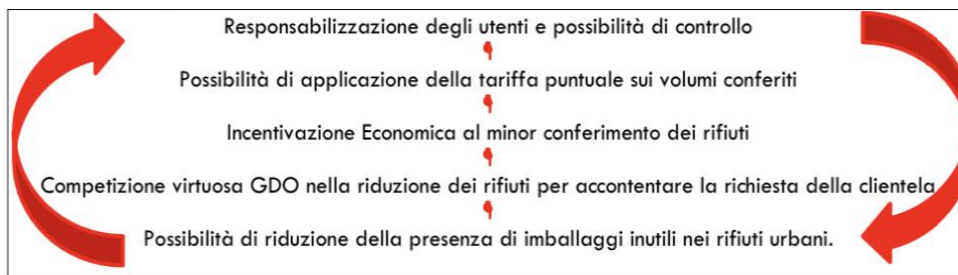 Responsabilizzazione degli utenti e possibilità di controllo
Possibilità di applicazione della tariffa puntuale sui volumi conferiti
Incentivazione Economica al minor conferimento dei rifiuti
Competizione virtuosa GDO nella riduzione dei rifiuti per accontentare la richiesta della clientela
Possibilità di riduzione della presenza di imballaggi inutili nei rifiuti urbani.